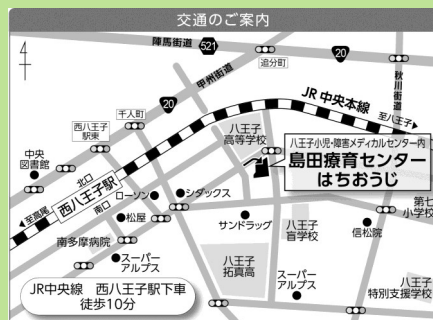 交通のご案内
陣馬街道
521
20
追分町
甲州街道
秋川街道
20
千人町
JR中央本線
至八王子
西八王子
駅東
八王子
高等学校
八王子小児・障害メディカルセンター内
島田療育センター
はちおうじ
中央
図書館
北口
西八王子駅
南口
至高尾
ローソン
シダックス
松屋
サンドラッグ
八王子
盲学校
信松院
第七
小学校
南多摩病院
スーパー
アルプス
八王子
拓真高
スーパー
アルプス
八王子
特別支援学校
JR中央線 西八王子駅下車
徒歩10分